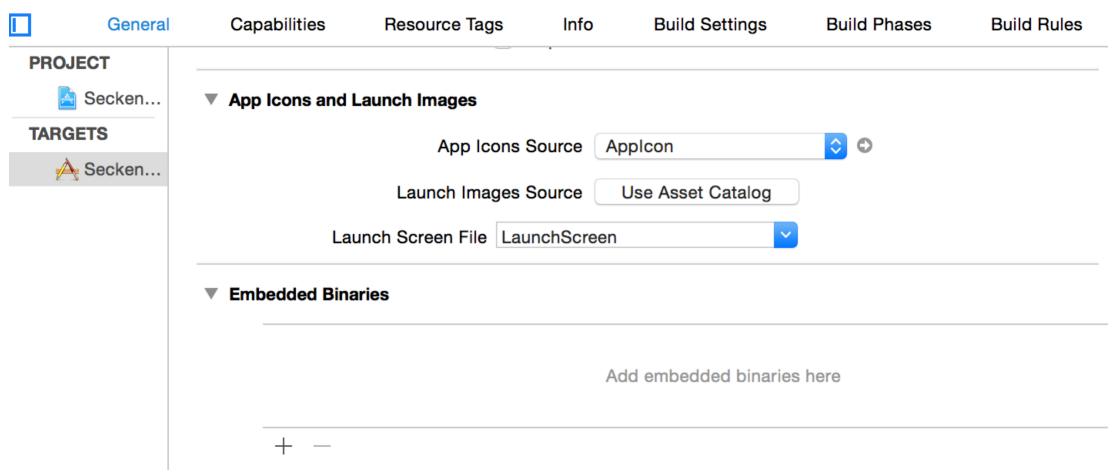 General Capabilities Resource Tags Info Build Settings Build Phases Build Rules
PROJECT
Secken...
TARGETS
Secken...
App Icons and Launch Images
App Icons Source AppIcon
Launch Images Source Use Asset Catalog
Launch Screen File LaunchScreen
Embedded Binaries
Add embedded binaries here